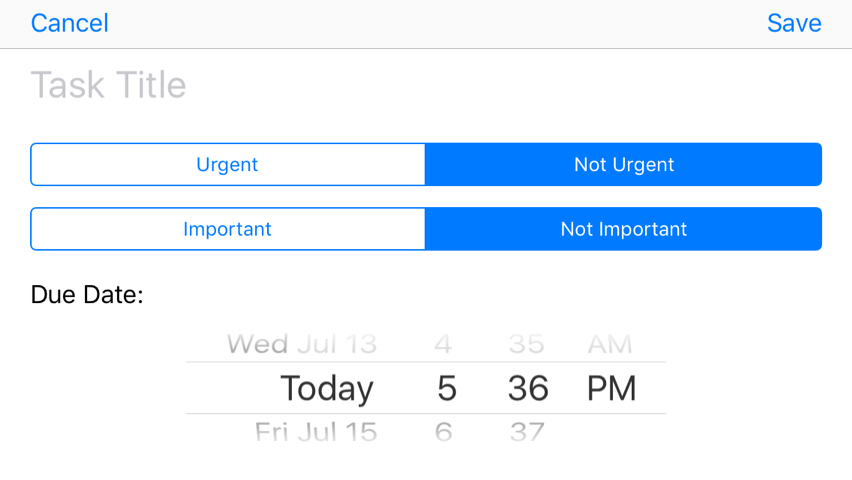 Cancel Save
Task Title
Urgent Not Urgent
Important Not Important
Due Date:
Wed Jul 13 4 35 AM
Today 5 36 PM
Fri Jul 15 6 37